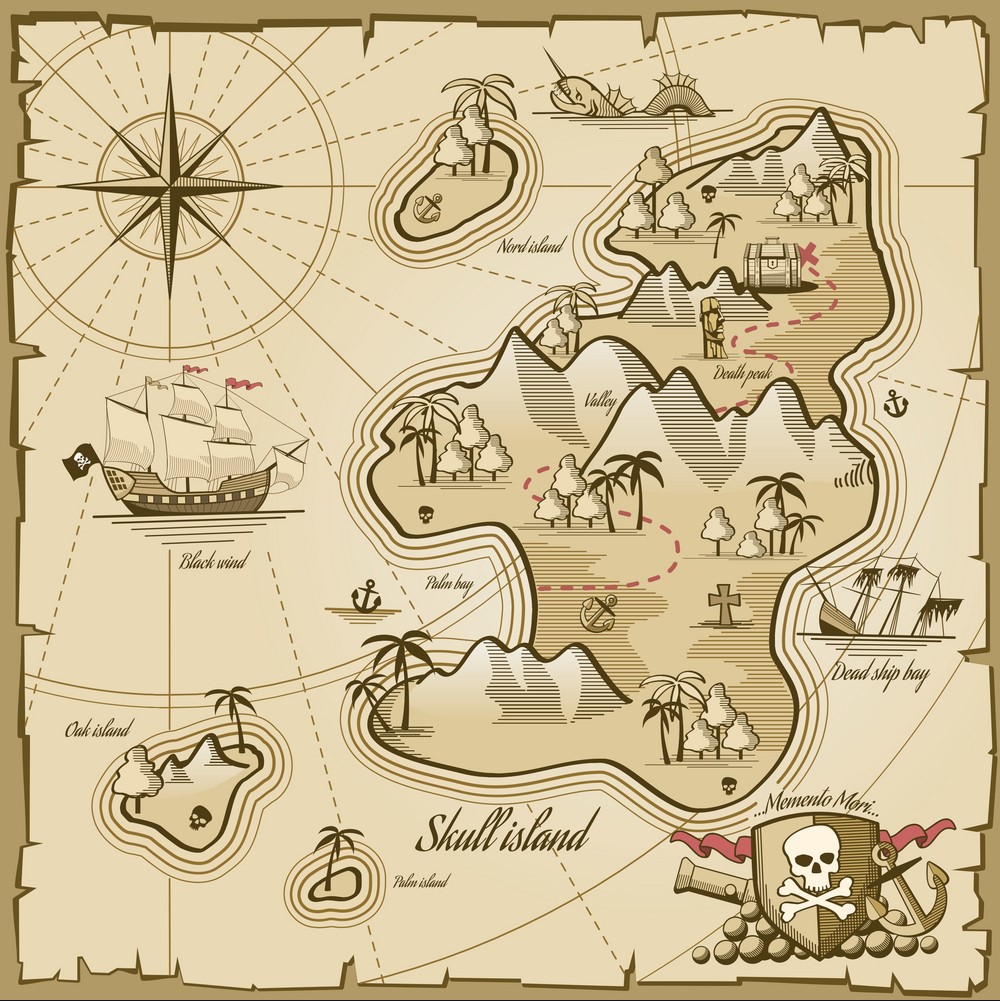 Nord island
Death peak
Valley
Black wind
Palm bay
Dead ship bay
Oak island
...Memento Mori...
Skull island
Palm island